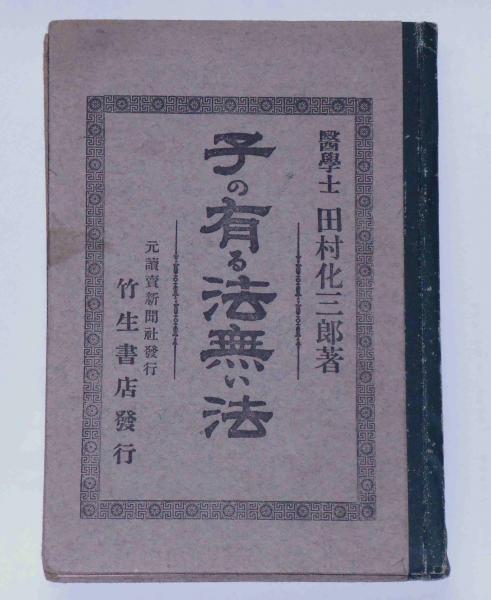 醫學士 田村化三郎著
子の有る法無い法
元讀賣新聞社發行
竹生書店發行